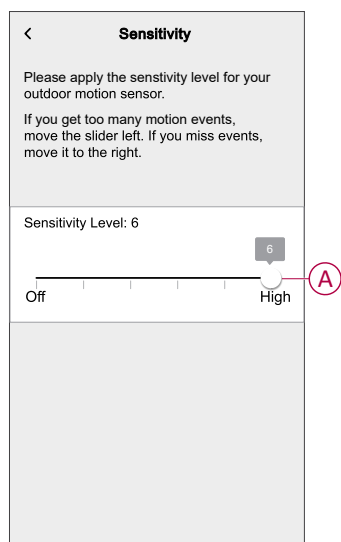 Sensitivity
Please apply the senstivity level for your
outdoor motion sensor.
If you get too many motion events,
move the slider left. If you miss events,
move it to the right.
Sensitivity Level: 6
6
A
Off High